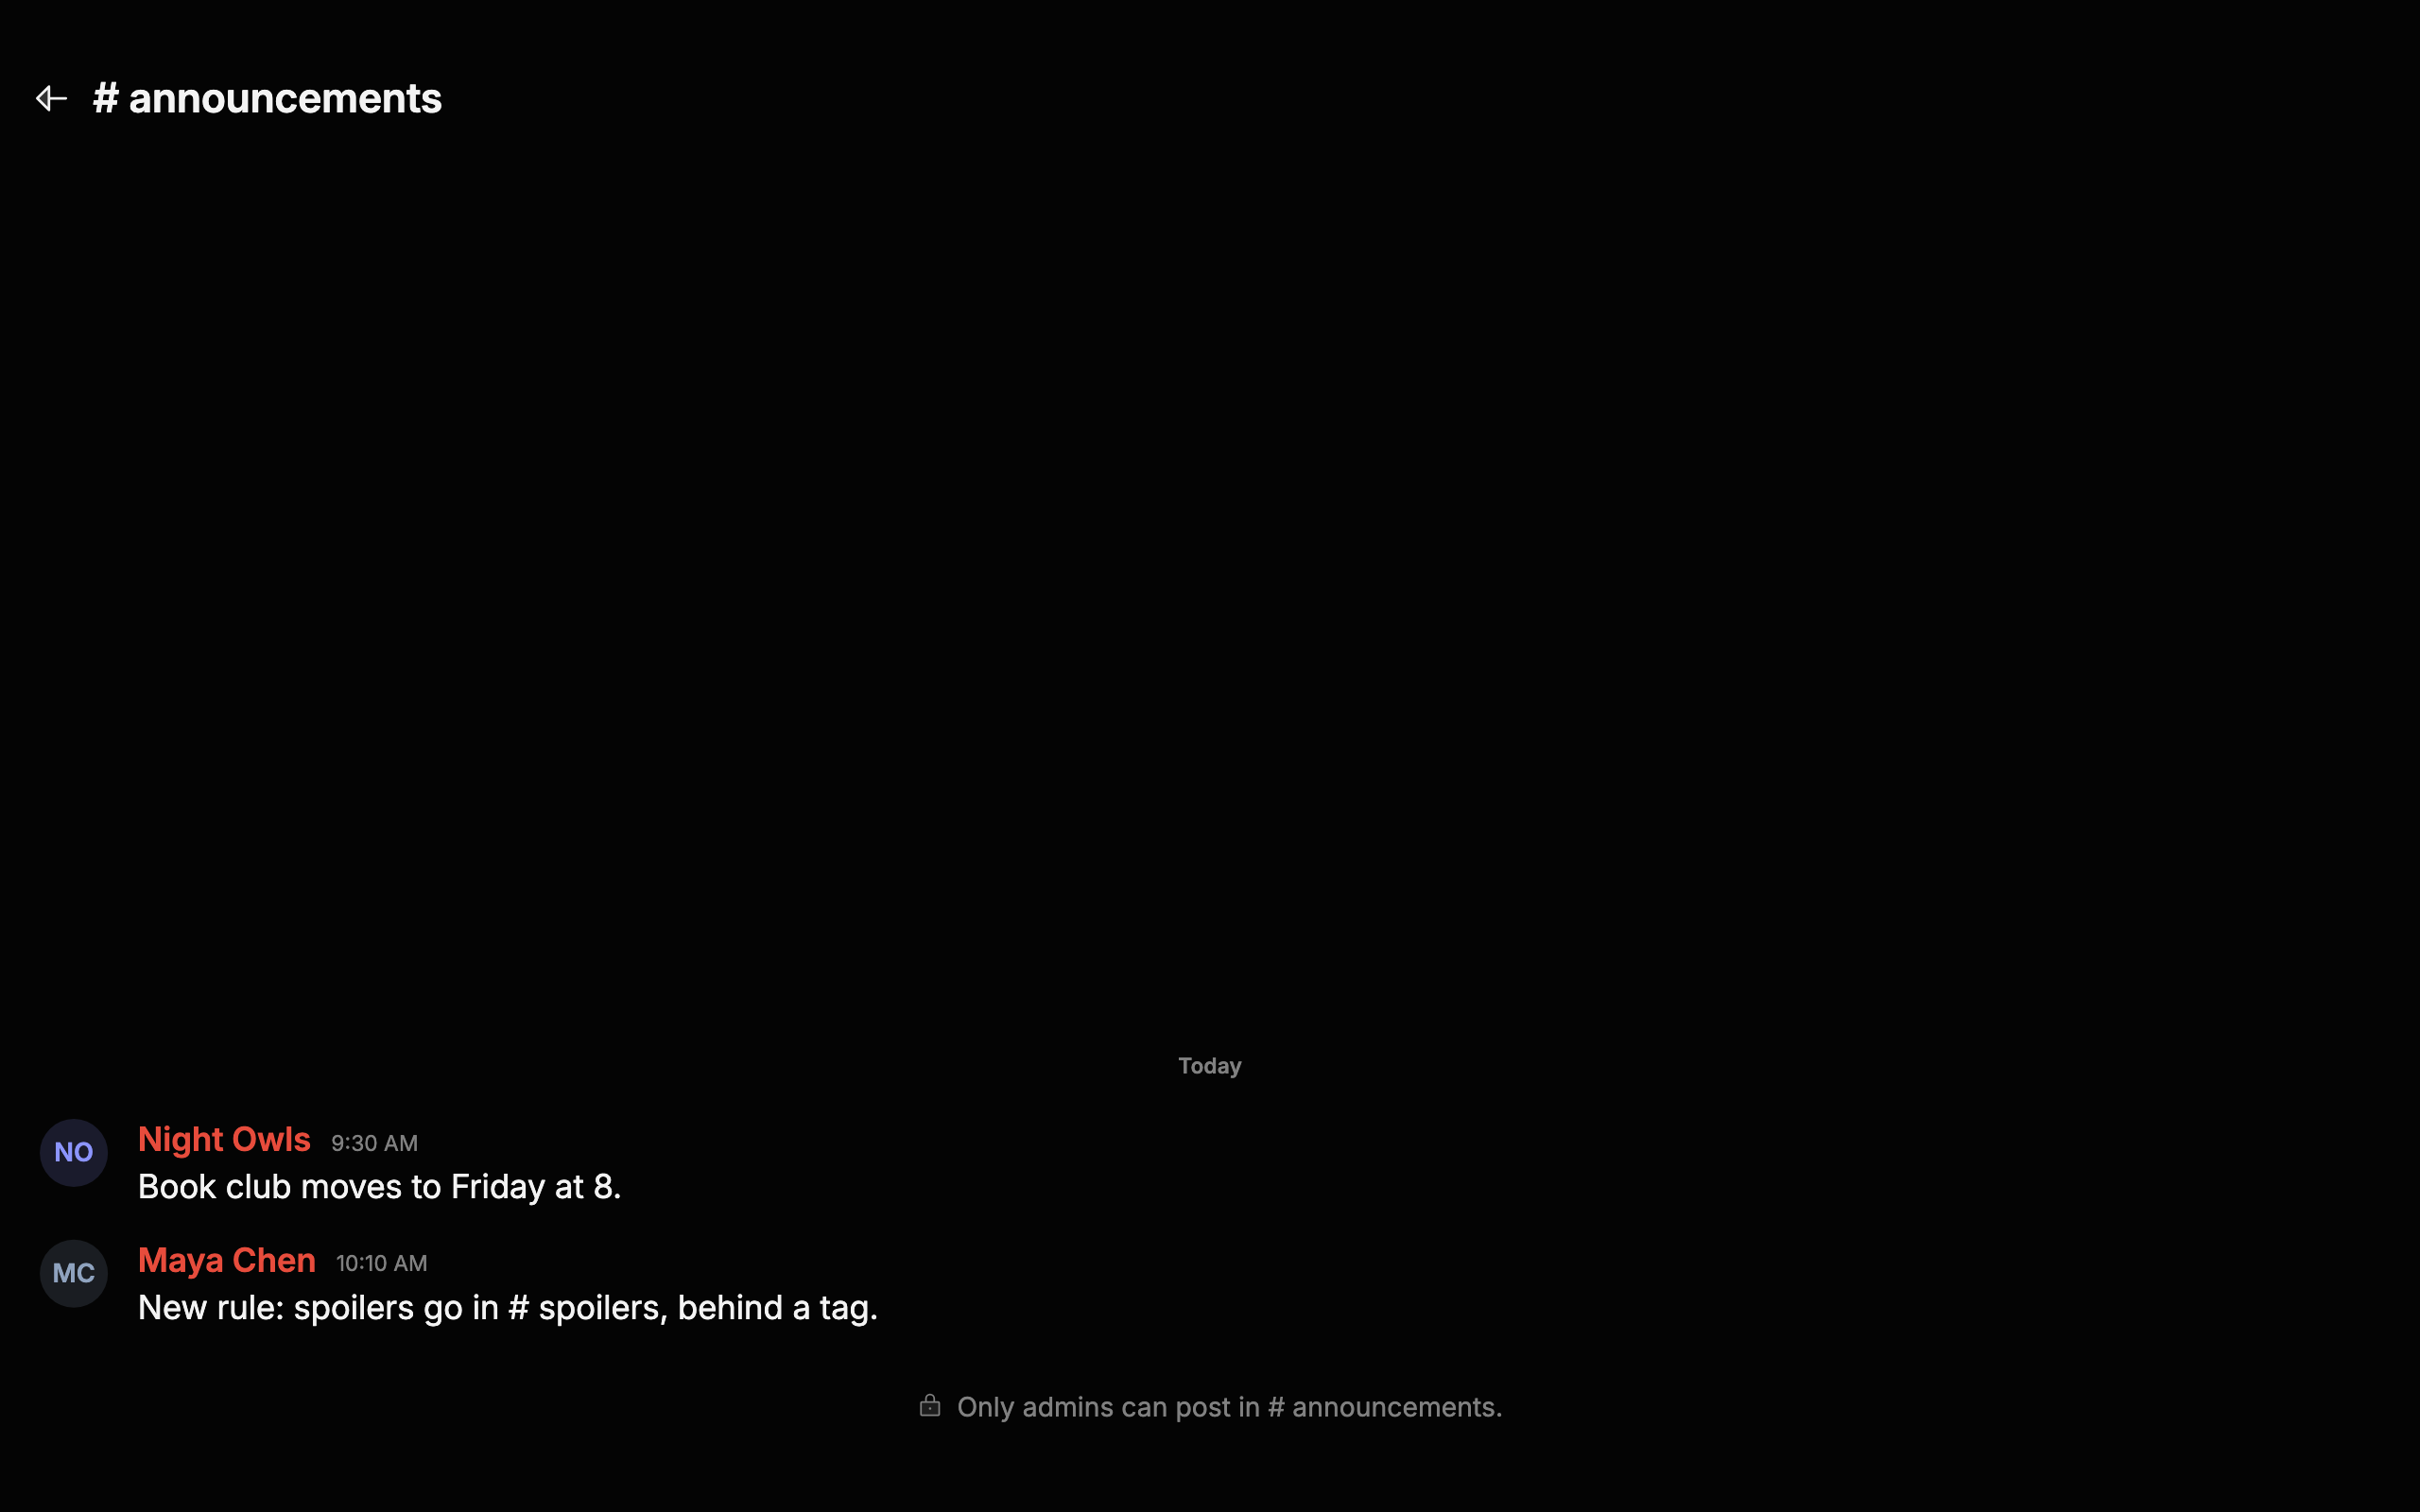 # announcements
Today
NO
Night Owls 9:30 AM
Book club moves to Friday at 8.
MC
Maya Chen 10:10 AM
New rule: spoilers go in # spoilers, behind a tag.
Only admins can post in # announcements.